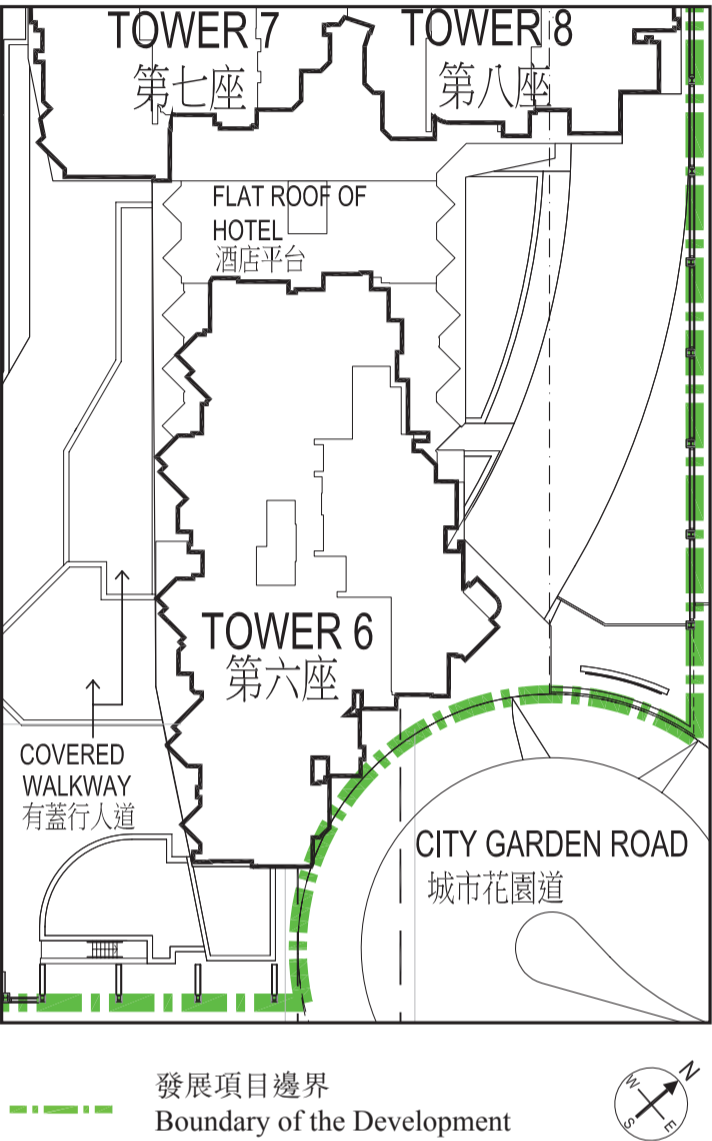 TOWER 7
第七座
TOWER 8
第八座
FLAT ROOF OF
HOTEL
酒店平台
TOWER 6
第六座
COVERED
WALKWAY
有蓋行人道
CITY GARDEN ROAD
城市花園道
發展項目邊界
Boundary of the Development
N
W
S
E